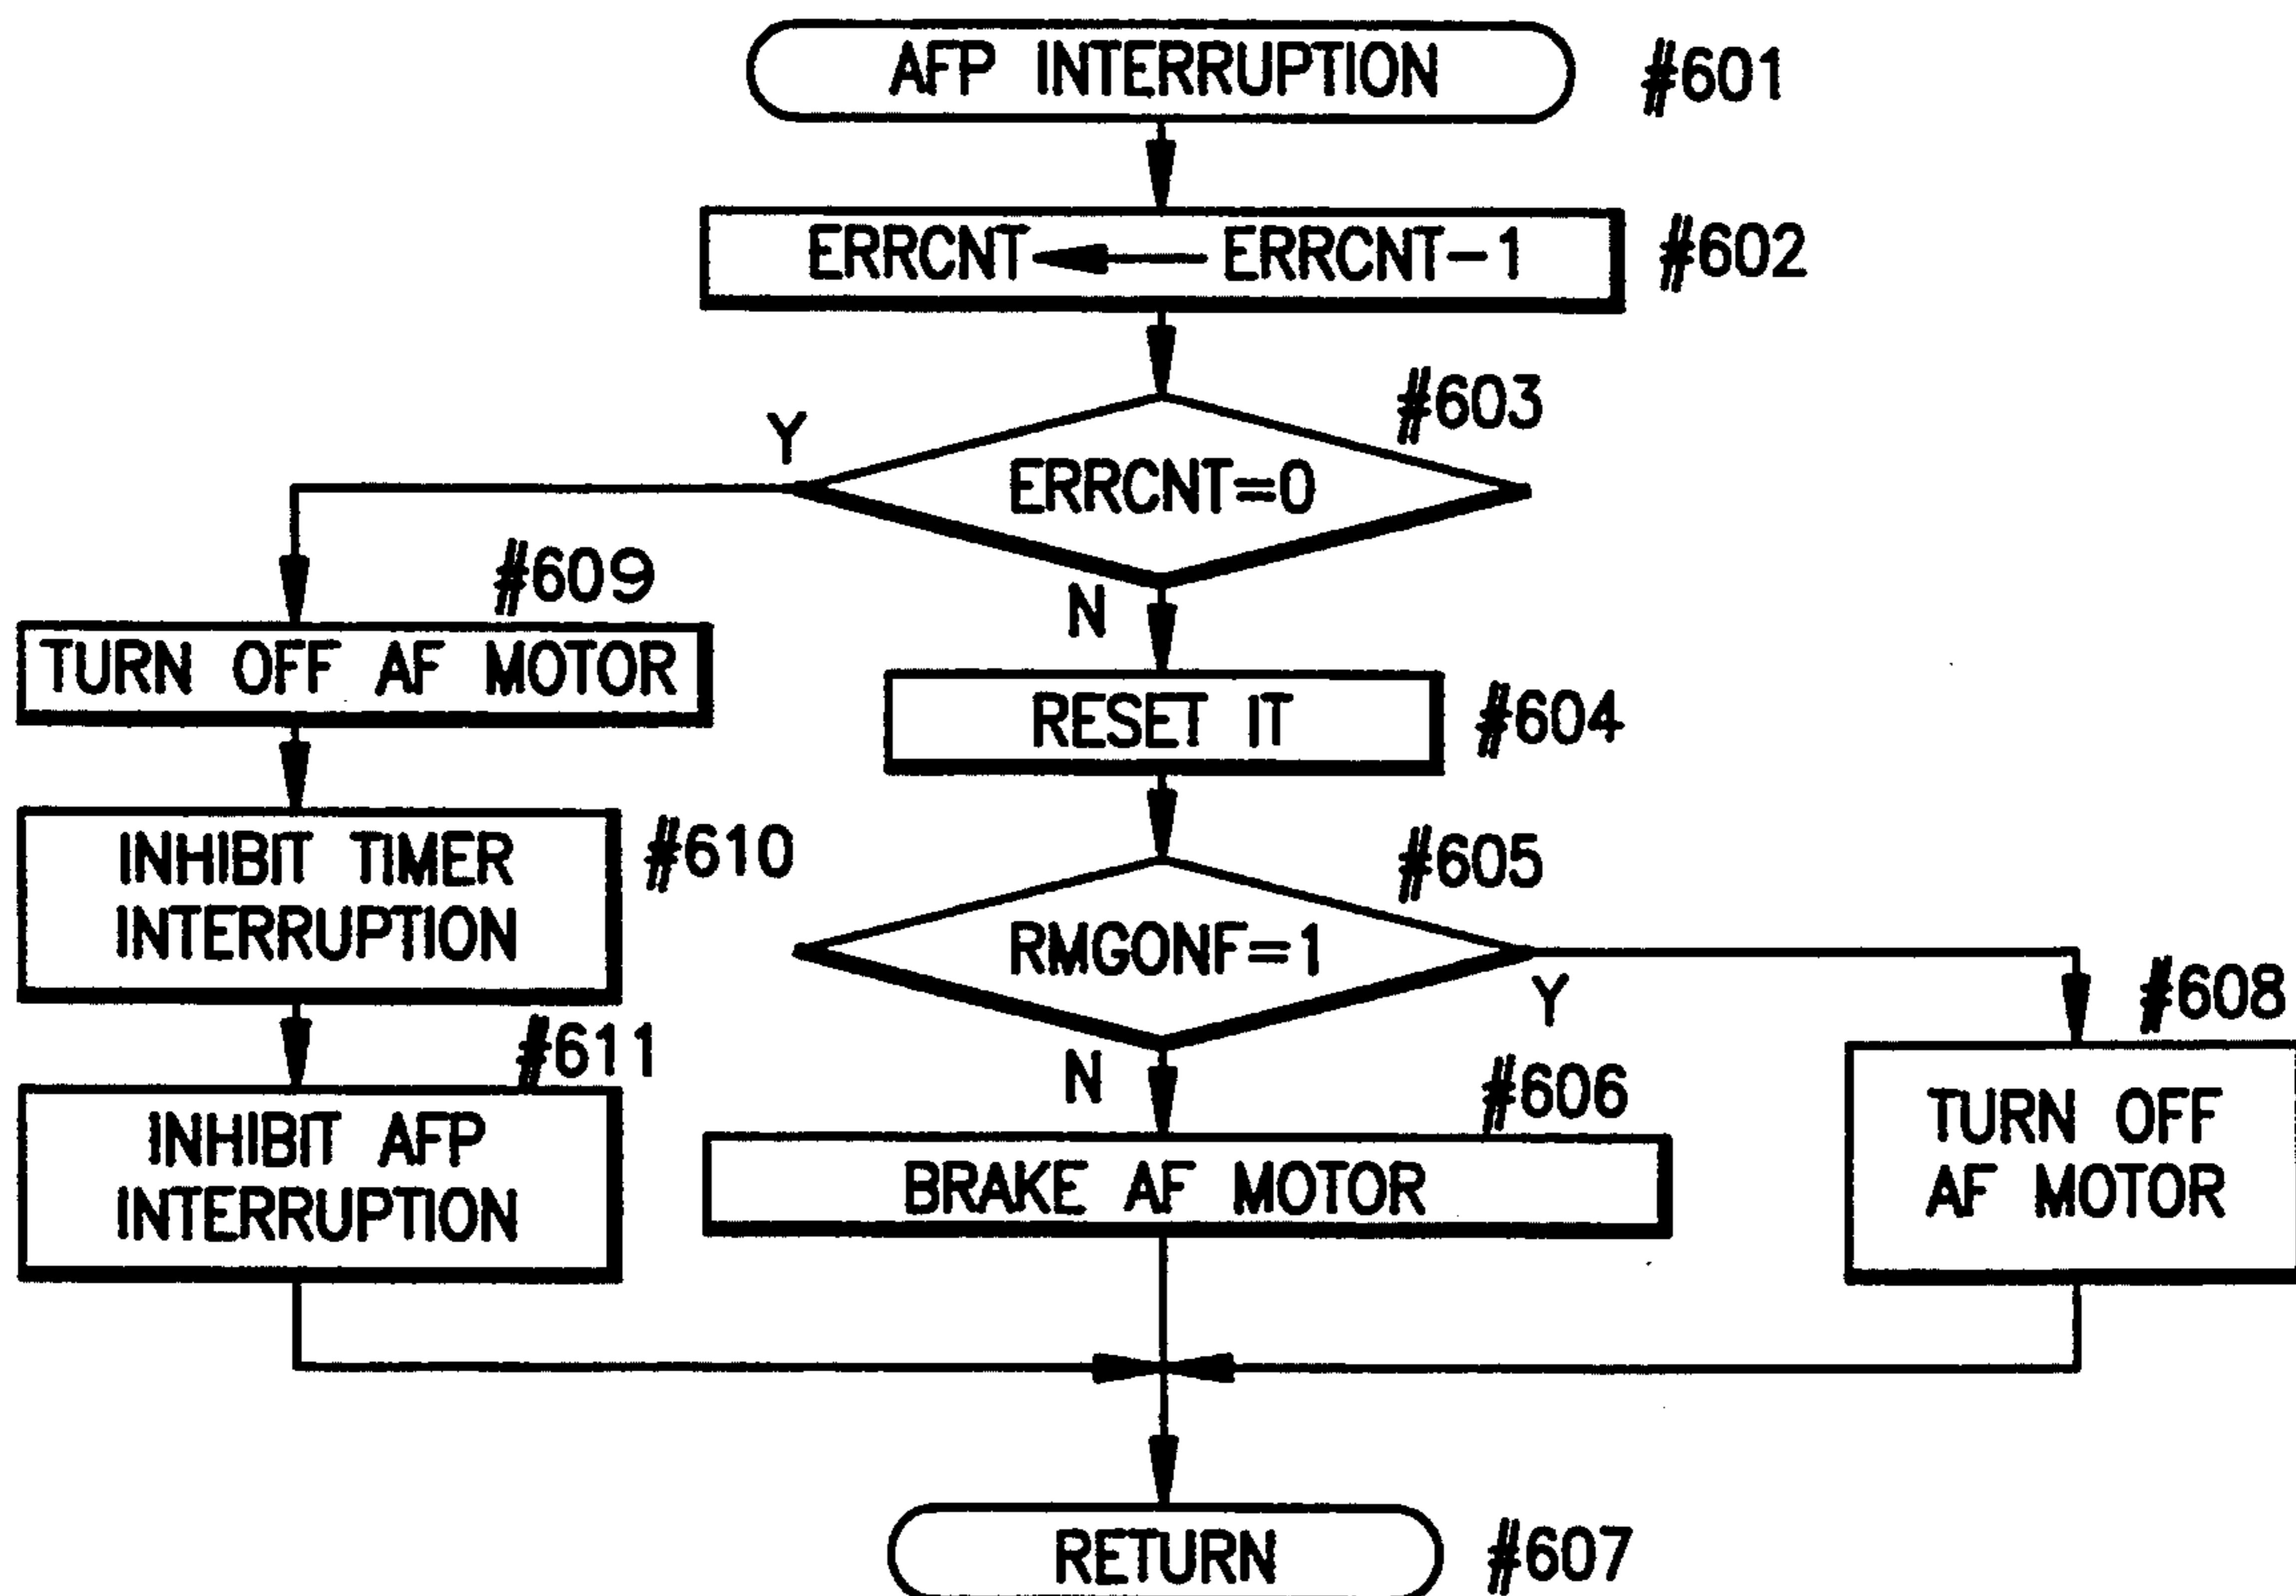 AFP INTERRUPTION #601
ERRCNT ← ERRCNT-1 #602
#603
Y
ERRCNT=0
N
#609
TURN OFF AF MOTOR
RESET IT #604
INHIBIT TIMER
INTERRUPTION
#610
#605
RMGONF=1
Y
N
#608
#611
INHIBIT AFP
INTERRUPTION
#606
BRAKE AF MOTOR
TURN OFF
AF MOTOR
RETURN #607